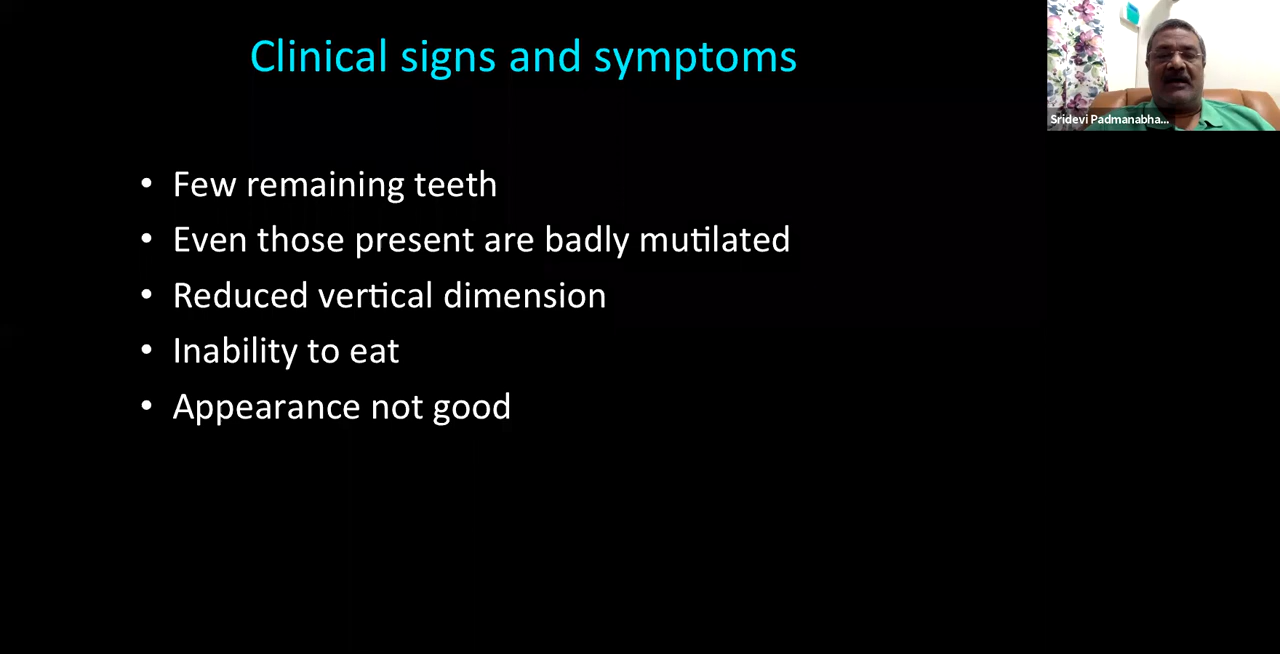 Clinical signs and symptoms
Sridevi Padmanabha...
• Few remaining teeth
• Even those present are badly mutilated
• Reduced vertical dimension
• Inability to eat
• Appearance not good